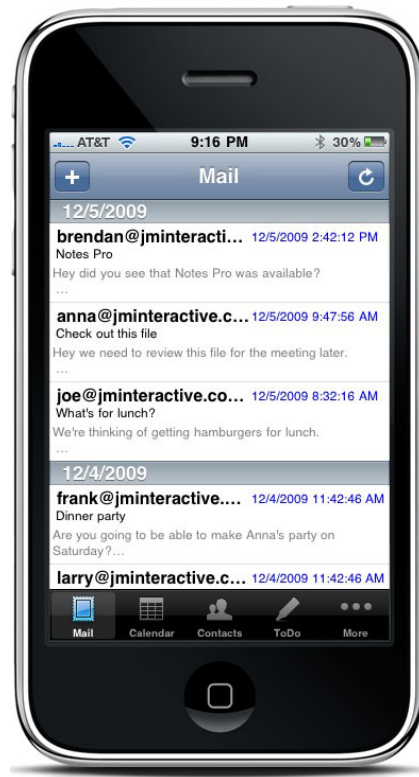 AT&T 9:16 PM 30%
+ Mail
12/5/2009
brendan@jminteracti... 12/5/2009 2:42:12 PM
Notes Pro
Hey did you see that Notes Pro was available?
...
anna@jminteractive.c... 12/5/2009 9:47:56 AM
Check out this file
Hey we need to review this file for the meeting later.
...
joe@jminteractive.co... 12/5/2009 8:32:16 AM
What's for lunch?
We're thinking of getting hamburgers for lunch.
...
12/4/2009
frank@jminteractive.... 12/4/2009 11:42:46 AM
Dinner party
Are you going to be able to make Anna's party on
Saturday?...
larry@jminteractive.c... 12/4/2009 11:42:46 AM
Mail Calendar Contacts ToDo More